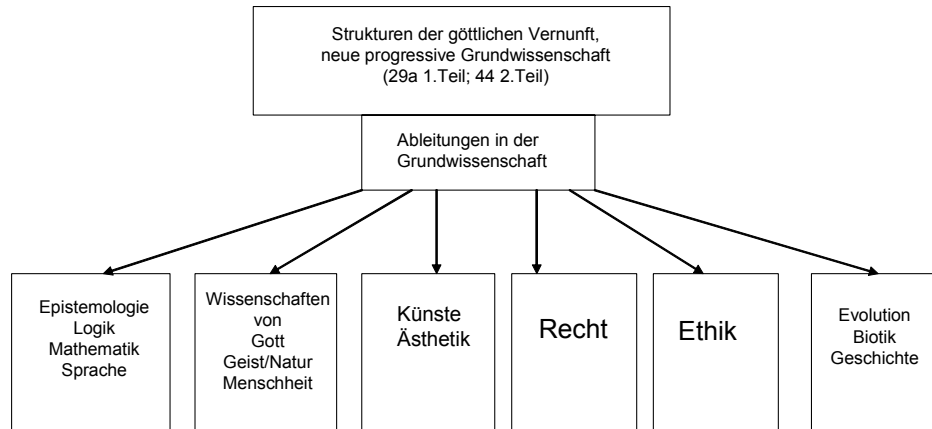 Strukturen der göttlichen Vernunft,
neue progressive Grundwissenschaft
(29a 1.Teil; 44 2.Teil)
Ableitungen in der
Grundwissenschaft
Epistemologie
Logik
Mathematik
Sprache
Wissenschaften
von
Gott
Geist/Natur
Menschheit
Künste
Ästhetik
Recht
Ethik
Evolution
Biotik
Geschichte